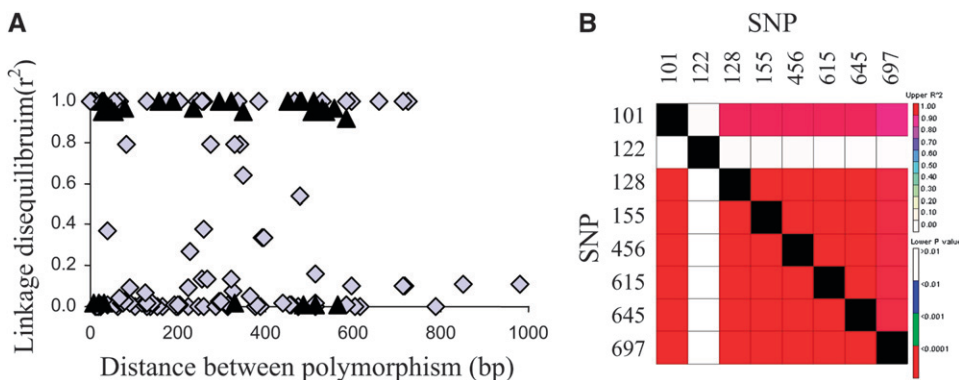 A
Linkage disequilibruim(r²)
1.0
0.8
0.6
0.4
0.2
0.0
0 200 400 600 800 1000
Distance between polymorphism (bp)
B
SNP
101 122 128 155 456 615 645 697
SNP
101
122
128
155
456
615
645
697
Upper R^2
1.00
0.90
0.80
0.70
0.60
0.50
0.40
0.30
0.20
0.10
0.00
Lower P value
>0.01
<0.01
<0.001
<0.0001